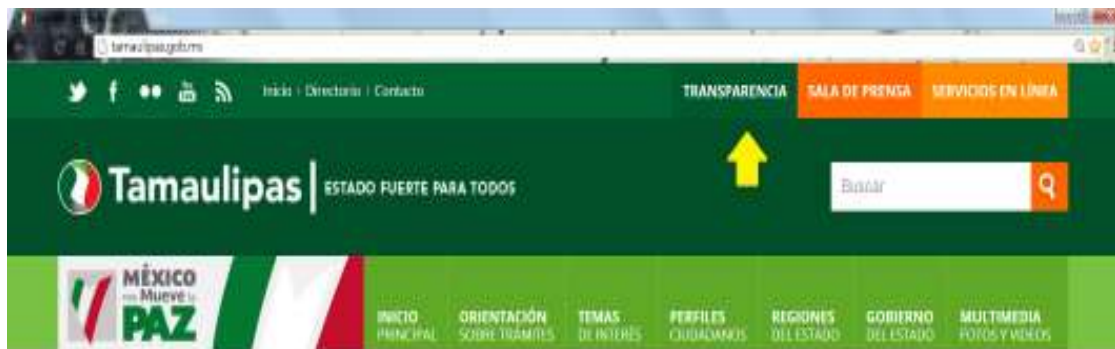 tamaulipas.gob.mx
Inicio | Directorio | Contacto
TRANSPARENCIA
SALA DE PRENSA
SERVICIOS EN LÍNEA
Tamaulipas
ESTADO FUERTE PARA TODOS
Buscar
MÉXICO
Mueve
PAZ
INICIO
PRINCIPAL
ORIENTACIÓN
SOBRE TRÁMITES
TEMAS
DE INTERÉS
PERFILES
CIUDADANOS
REGIONES
DEL ESTADO
GOBIERNO
DEL ESTADO
MULTIMEDIA
FOTOS Y VIDEOS